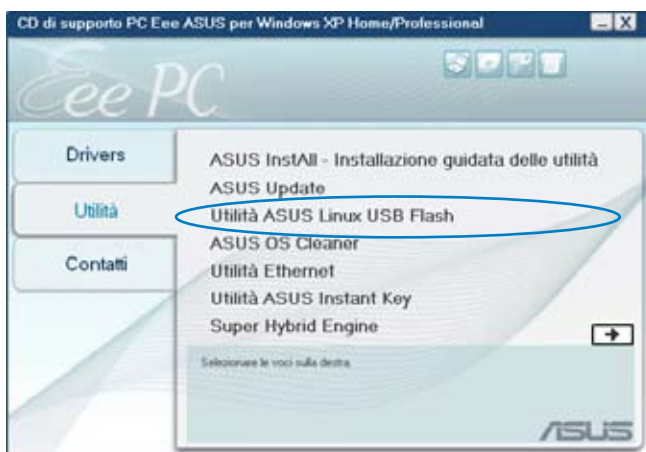 CD di supporto PC Eee ASUS per Windows XP Home/Professional
Eee PC
Drivers
Utilità
Contatti
ASUS InstAll - Installazione guidata delle utilità
ASUS Update
Utilità ASUS Linux USB Flash
ASUS OS Cleaner
Utilità Ethernet
Utilità ASUS Instant Key
Super Hybrid Engine
Selezionare le voci sulla destra.
ASUS